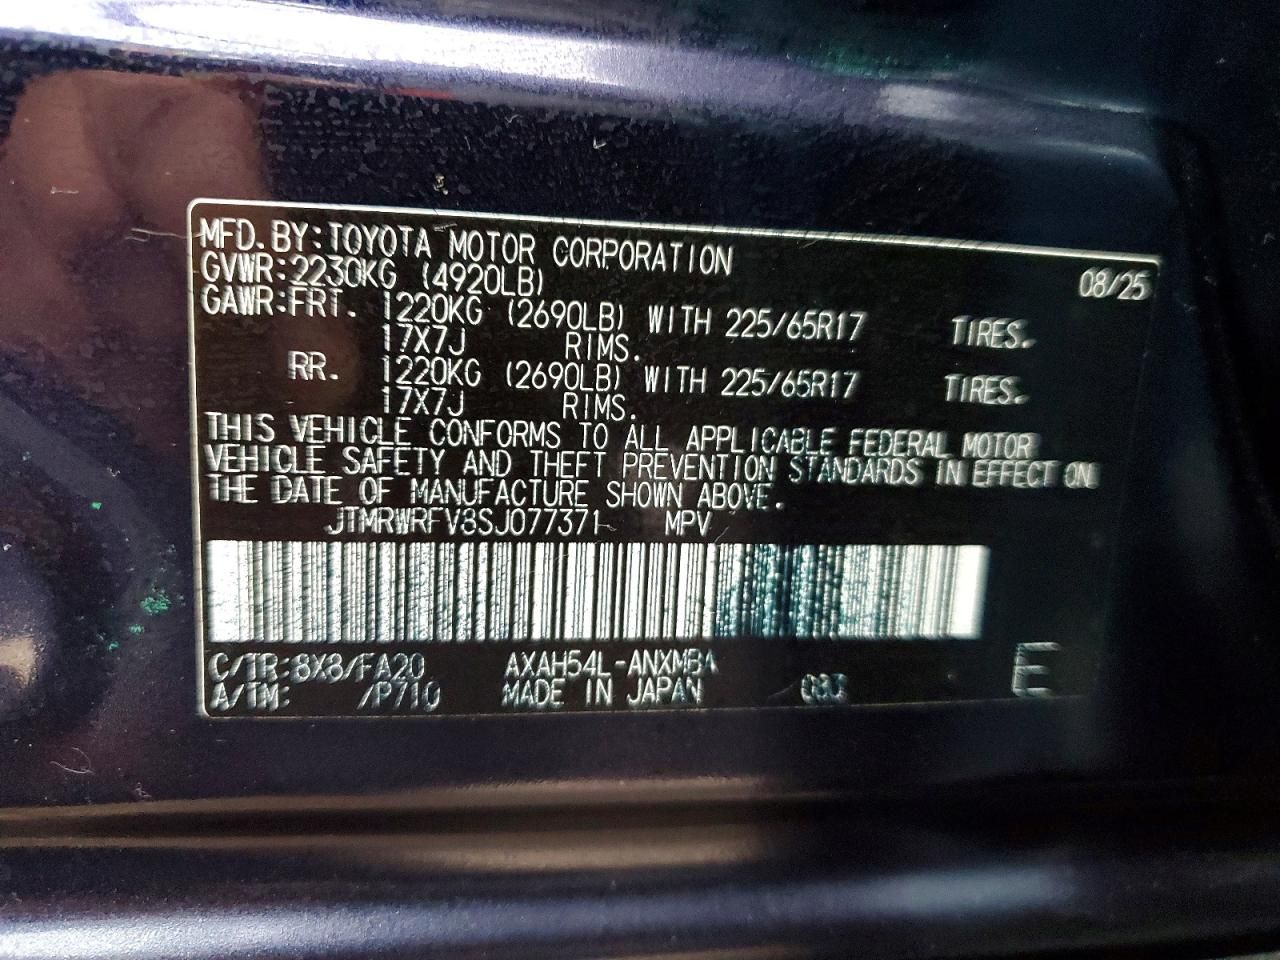 MFD. BY: TOYOTA MOTOR CORPORATION 08/25
GVWR: 2230KG (4920LB)
GAWR: FRT. 1220KG (2690LB) WITH 225/65R17 TIRES.
17X7J RIMS.
RR. 1220KG (2690LB) WITH 225/65R17 TIRES.
17X7J RIMS.
THIS VEHICLE CONFORMS TO ALL APPLICABLE FEDERAL MOTOR
VEHICLE SAFETY AND THEFT PREVENTION STANDARDS IN EFFECT ON
THE DATE OF MANUFACTURE SHOWN ABOVE.
JTMRWRFV3SJ077371 MPV
C/TR: 8X8/FA20 AXAH54L-ANXMBA
A/TM: /P710 MADE IN JAPAN E